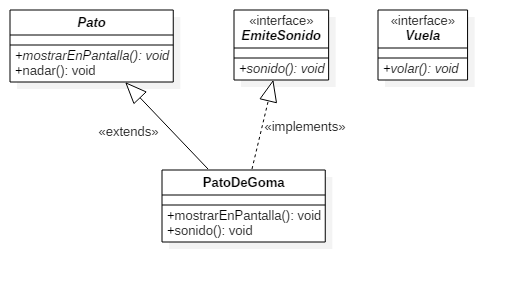 Pato
+mostrarEnPantalla(): void
+nadar(): void
«interface»
EmiteSonido
+sonido(): void
«interface»
Vuela
+volar(): void
«extends»
«implements»
PatoDeGoma
+mostrarEnPantalla(): void
+sonido(): void